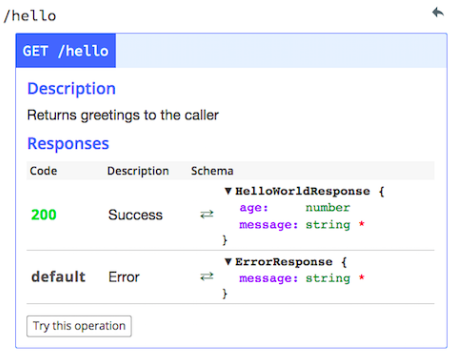 /hello
GET /hello
Description
Returns greetings to the caller
Responses
Code Description Schema
200 Success ⇄ ▼ HelloWorldResponse {
age: number
message: string *
}
default Error ⇄ ▼ ErrorResponse {
message: string *
}
Try this operation